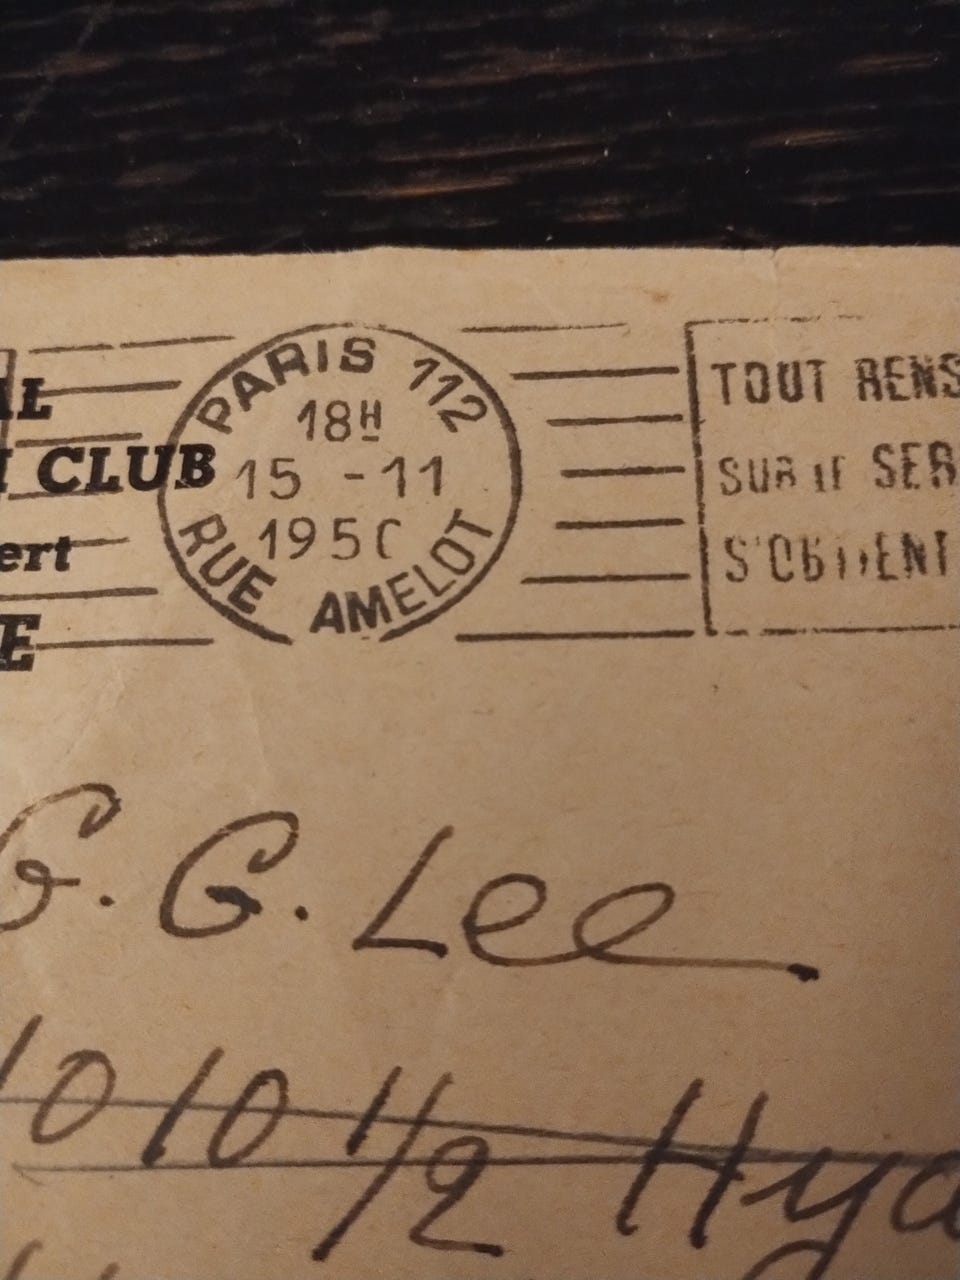 PARIS 112
18H
15 - 11
1950
RUE AMELOT
AL
CLUB
ert
E
TOUT RENS
SUR LE SER
S'OBTIENT
G. G. Lee
1010 1/2 Hya